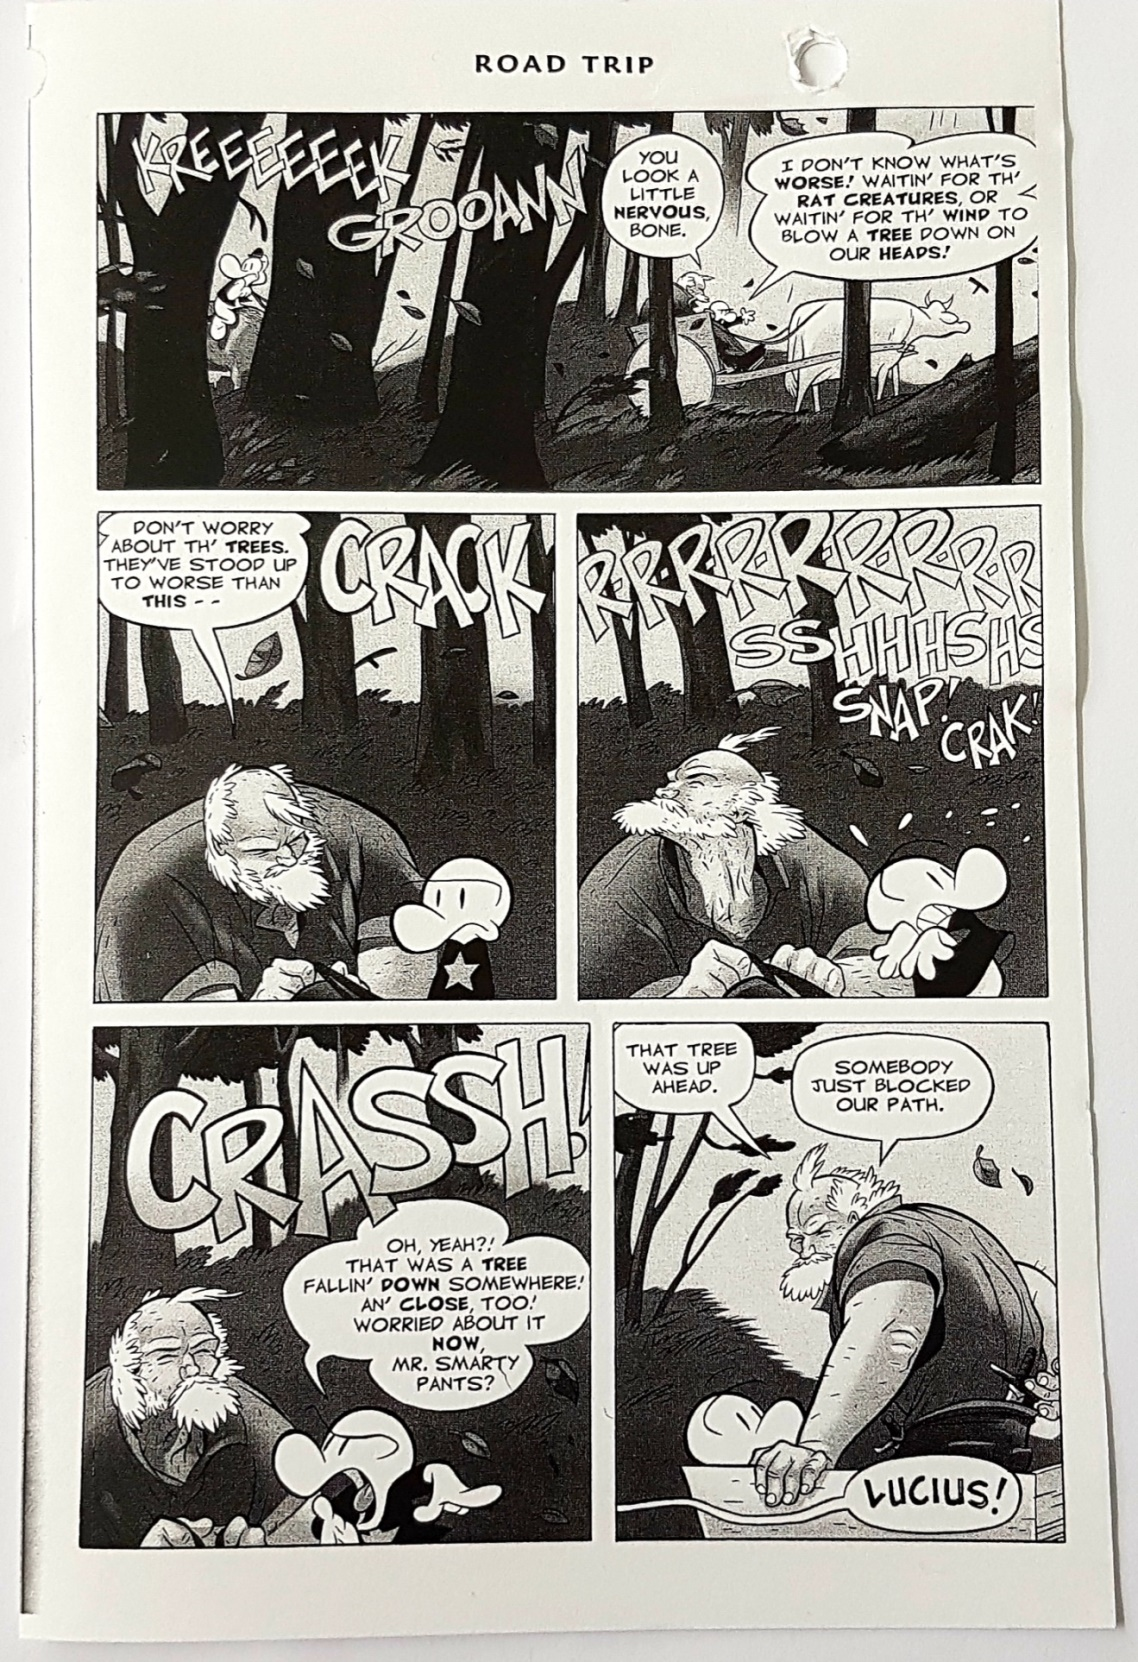 ROAD TRIP
KREEEEEEEK
GROOANN
YOU
LOOK A
LITTLE
NERVOUS,
BONE.
I DON'T KNOW WHAT'S
WORSE! WAITIN' FOR TH'
RAT CREATURES, OR
WAITIN' FOR TH' WIND TO
BLOW A TREE DOWN ON
OUR HEADS!
DON'T WORRY
ABOUT TH' TREES.
THEY'VE STOOD UP
TO WORSE THAN
THIS - -
CRACK
R·R·R·R·R·R·R·R·R
SSHHHSHS
SNAP!
CRAK!
CRASSH!
OH, YEAH?!
THAT WAS A TREE
FALLIN' DOWN SOMEWHERE!
AN' CLOSE, TOO!
WORRIED ABOUT IT
NOW,
MR. SMARTY
PANTS?
THAT TREE
WAS UP
AHEAD.
SOMEBODY
JUST BLOCKED
OUR PATH.
LUCIUS!